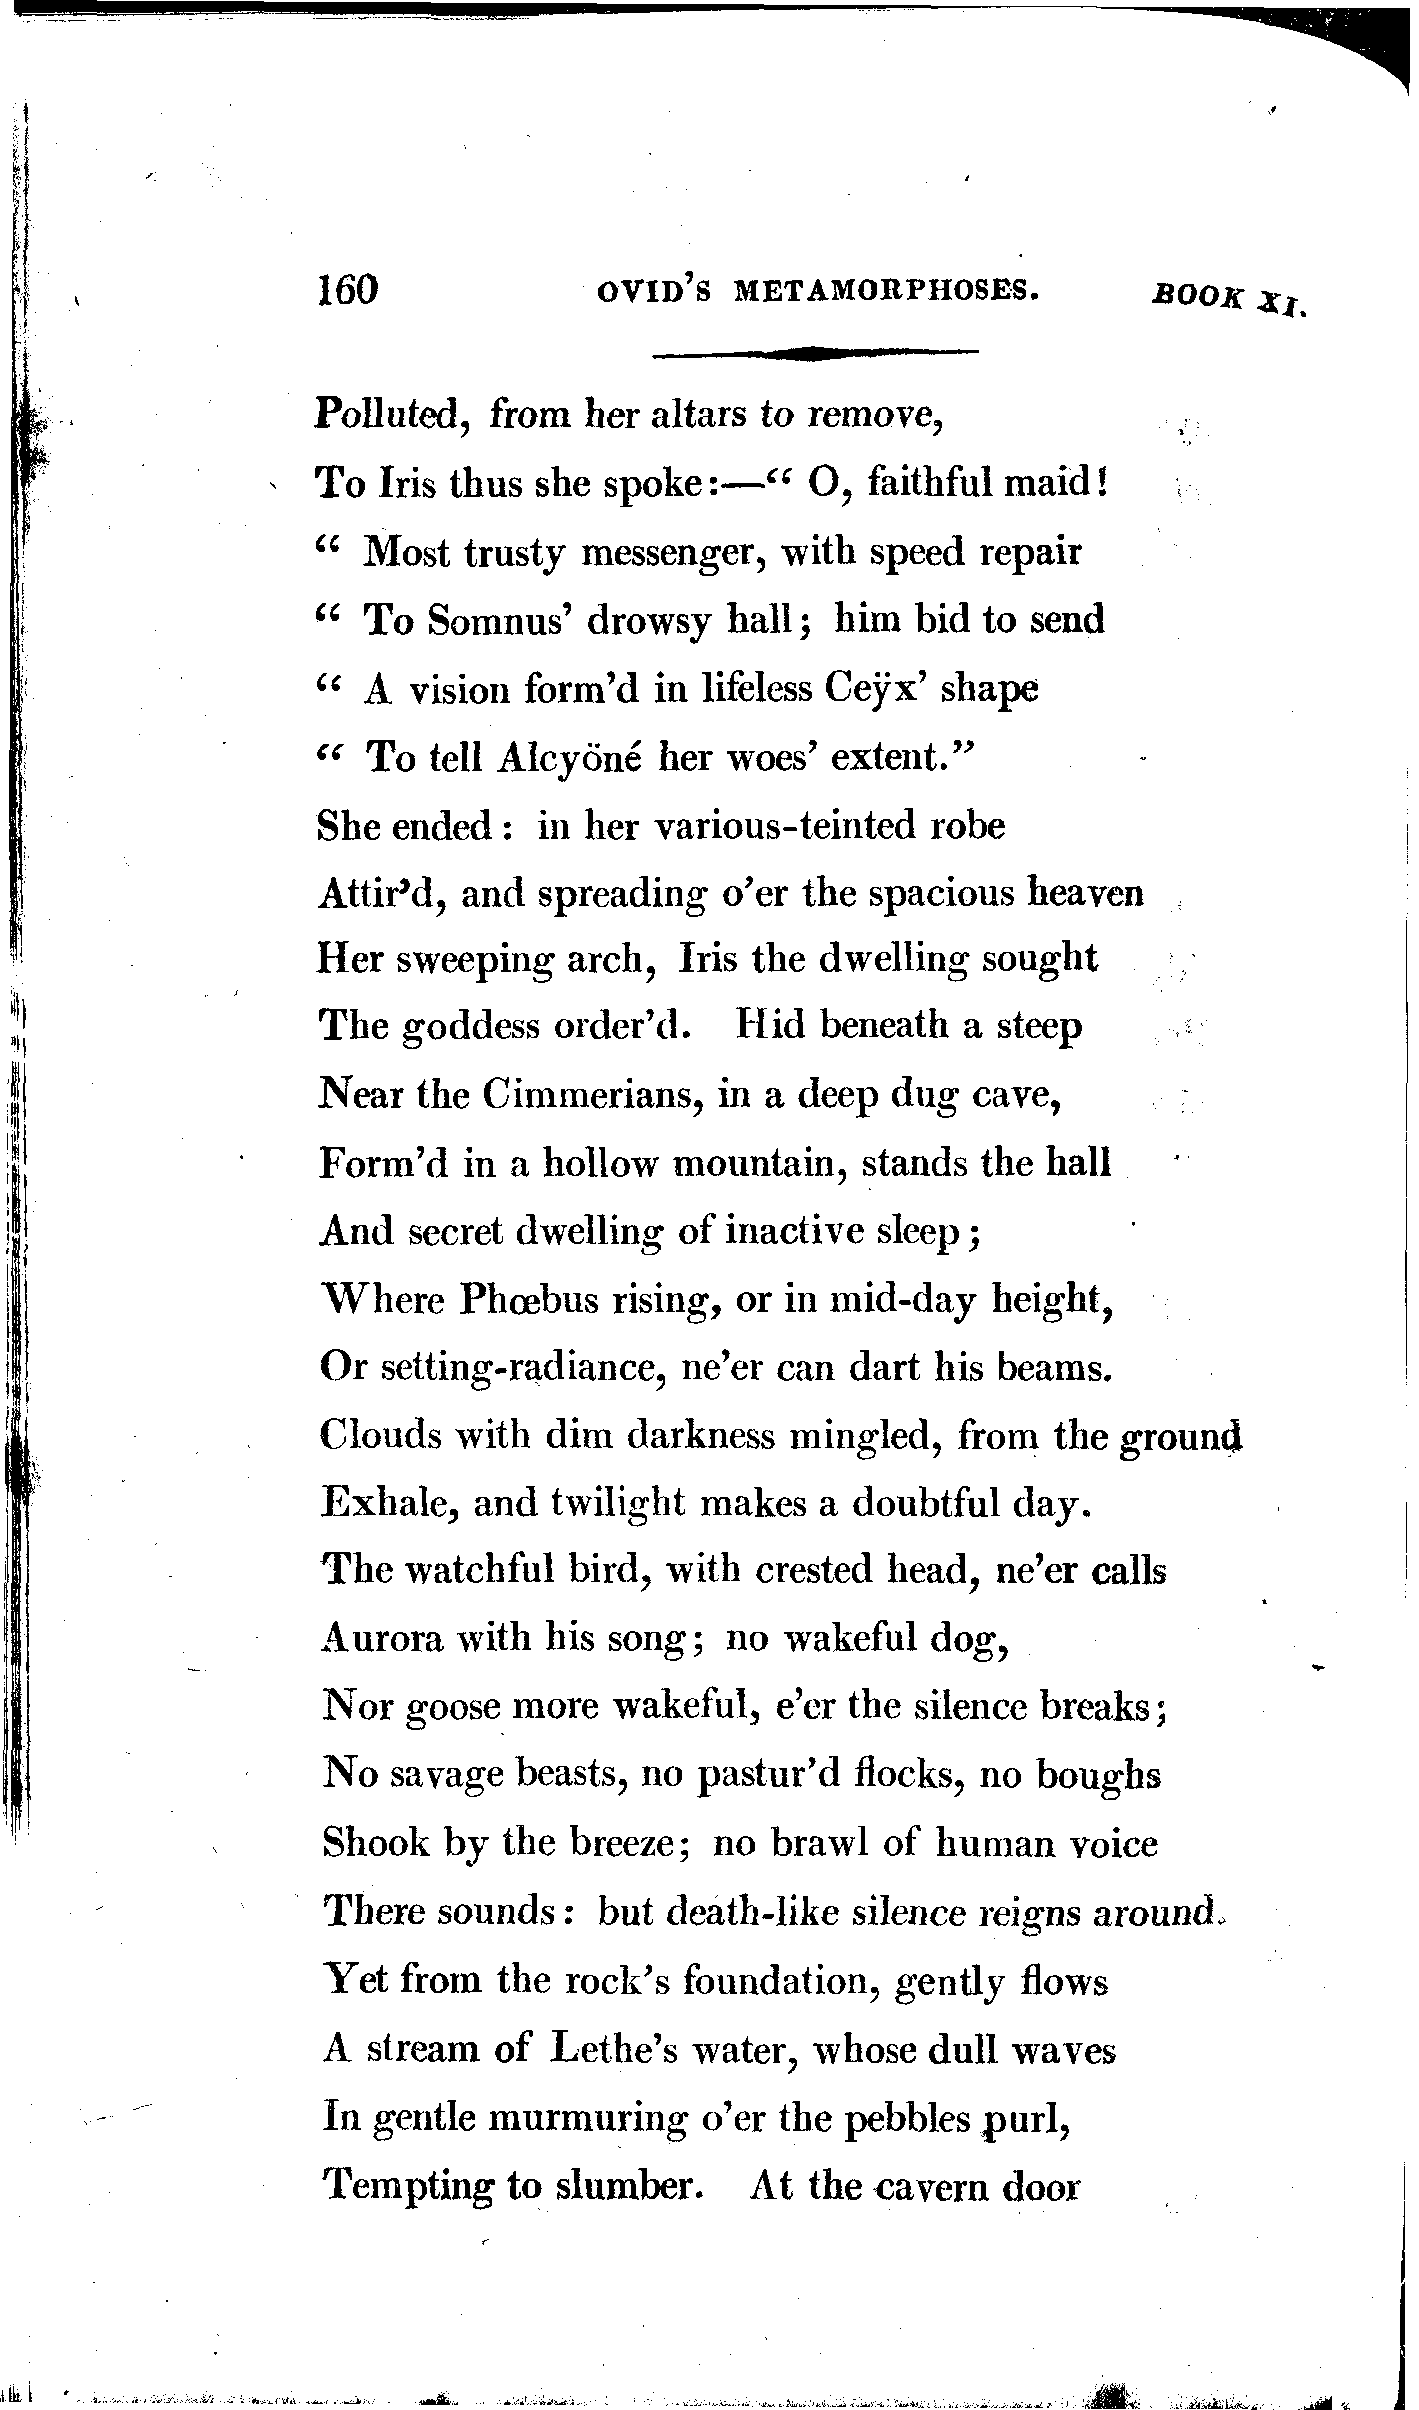 160 OVID'S METAMORPHOSES. BOOK XI.
Polluted, from her altars to remove,
To Iris thus she spoke:—“ O, faithful maid!
“ Most trusty messenger, with speed repair
“ To Somnus’ drowsy hall; him bid to send
“ A vision form’d in lifeless Ceÿx’ shape
“ To tell Alcyöné her woes’ extent.”
She ended: in her various-teinted robe
Attir’d, and spreading o’er the spacious heaven
Her sweeping arch, Iris the dwelling sought
The goddess order’d. Hid beneath a steep
Near the Cimmerians, in a deep dug cave,
Form’d in a hollow mountain, stands the hall
And secret dwelling of inactive sleep;
Where Phœbus rising, or in mid-day height,
Or setting-radiance, ne’er can dart his beams.
Clouds with dim darkness mingled, from the ground
Exhale, and twilight makes a doubtful day.
The watchful bird, with crested head, ne’er calls
Aurora with his song; no wakeful dog,
Nor goose more wakeful, e’er the silence breaks;
No savage beasts, no pastur’d flocks, no boughs
Shook by the breeze; no brawl of human voice
There sounds: but death-like silence reigns around.
Yet from the rock’s foundation, gently flows
A stream of Lethe’s water, whose dull waves
In gentle murmuring o’er the pebbles purl,
Tempting to slumber. At the cavern door